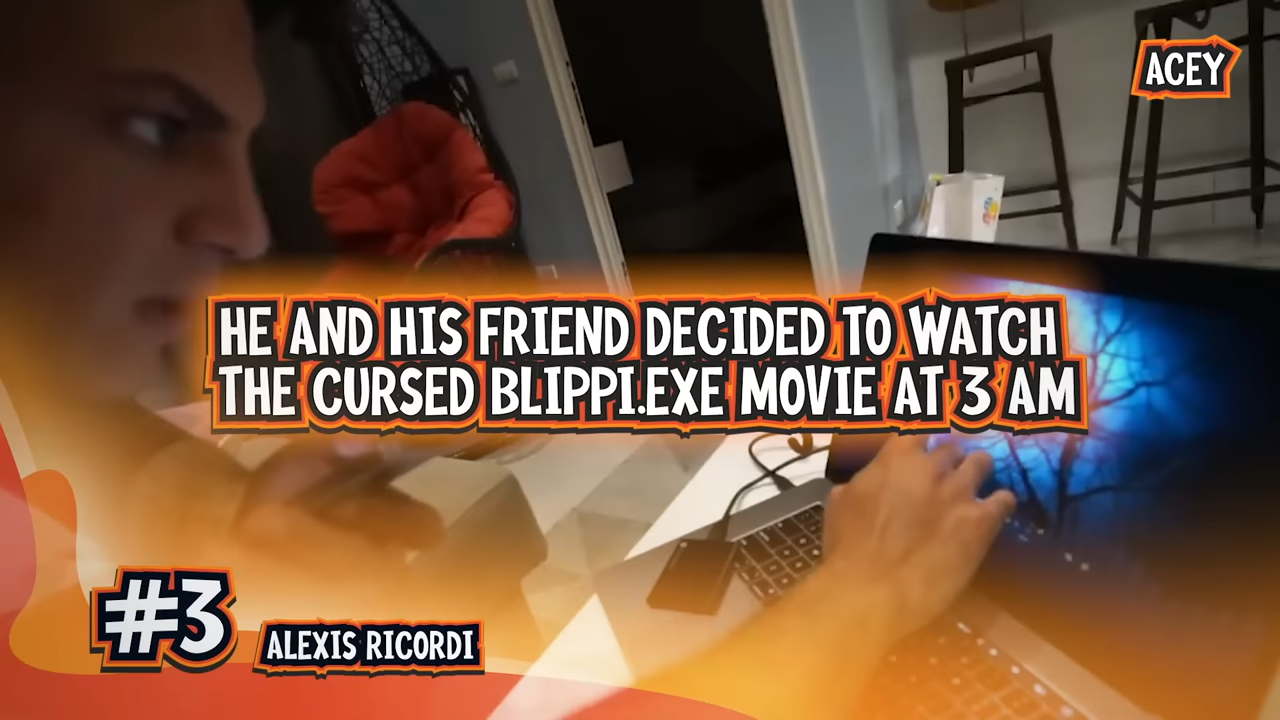 ACEY
HE AND HIS FRIEND DECIDED TO WATCH
THE CURSED BLIPPI.EXE MOVIE AT 3 AM
#3
ALEXIS RICORDI